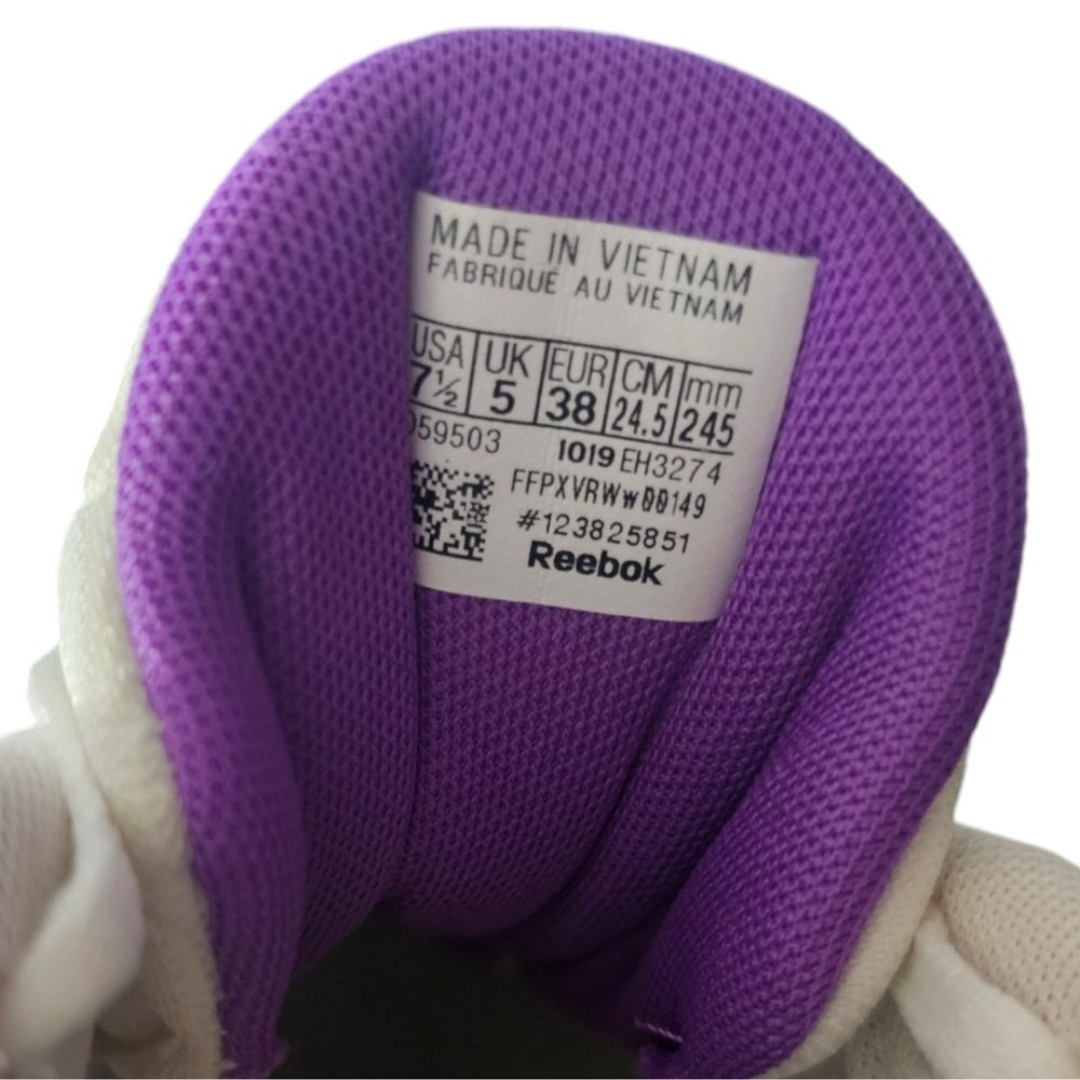 MADE IN VIETNAM
FABRIQUE AU VIETNAM
USA UK EUR CM mm
7½ 5 38 24.5 245
059503 1019 EH3274
FFPXVRWw00149
#123825851
Reebok